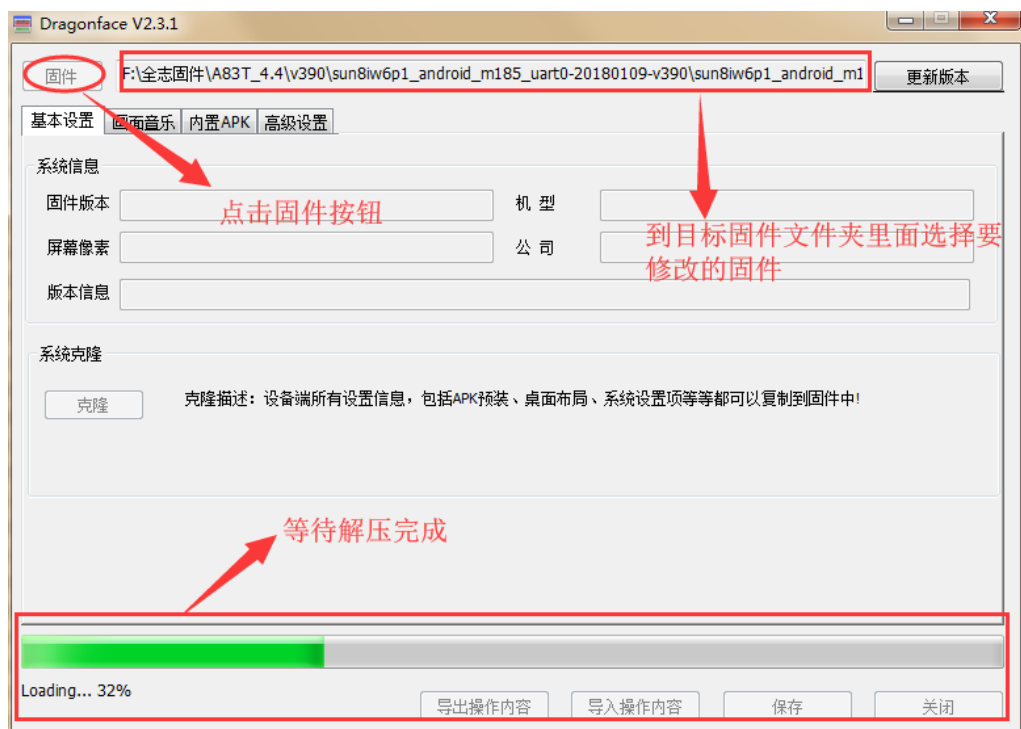 Dragonface V2.3.1
固件
F:\全志固件\A83T_4.4\v390\sun8iw6p1_android_m185_uart0-20180109-v390\sun8iw6p1_android_m1
更新版本
基本设置 画面音乐 内置APK 高级设置
系统信息
固件版本
机 型
点击固件按钮
屏幕像素
公 司
到目标固件文件夹里面选择要
修改的固件
版本信息
系统克隆
克隆
克隆描述：设备端所有设置信息，包括APK预装、桌面布局、系统设置项等等都可以复制到固件中!
等待解压完成
Loading... 32%
导出操作内容
导入操作内容
保存
关闭